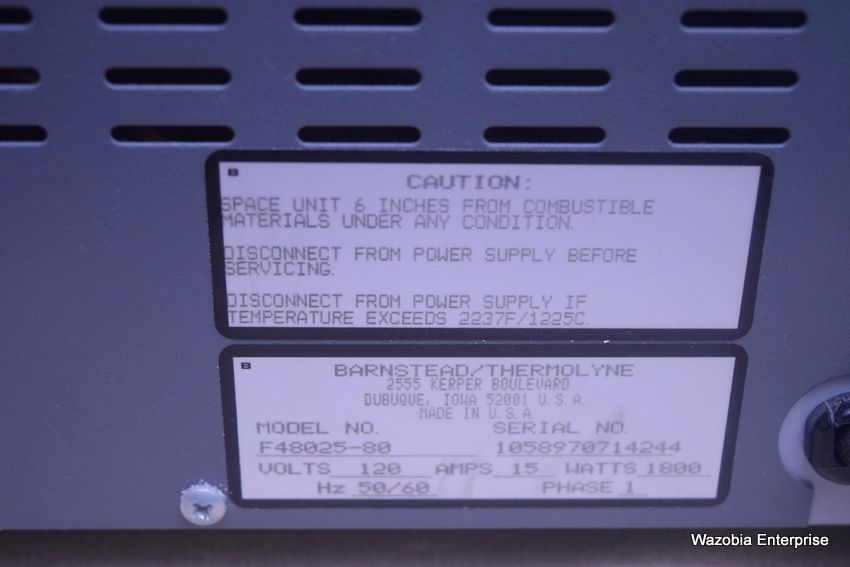 B
CAUTION:
SPACE UNIT 6 INCHES FROM COMBUSTIBLE
MATERIALS UNDER ANY CONDITION.
DISCONNECT FROM POWER SUPPLY BEFORE
SERVICING.
DISCONNECT FROM POWER SUPPLY IF
TEMPERATURE EXCEEDS 2237F/1225C.
B
BARNSTEAD/THERMOLYNE
2555 KERPER BOULEVARD
DUBUQUE, IOWA 52001 U.S.A.
MADE IN U.S.A.
MODEL NO. SERIAL NO.
F48025-80 1058970714244
VOLTS 120 AMPS 15 WATTS 1800
Hz 50/60 PHASE 1
Wazobia Enterprise